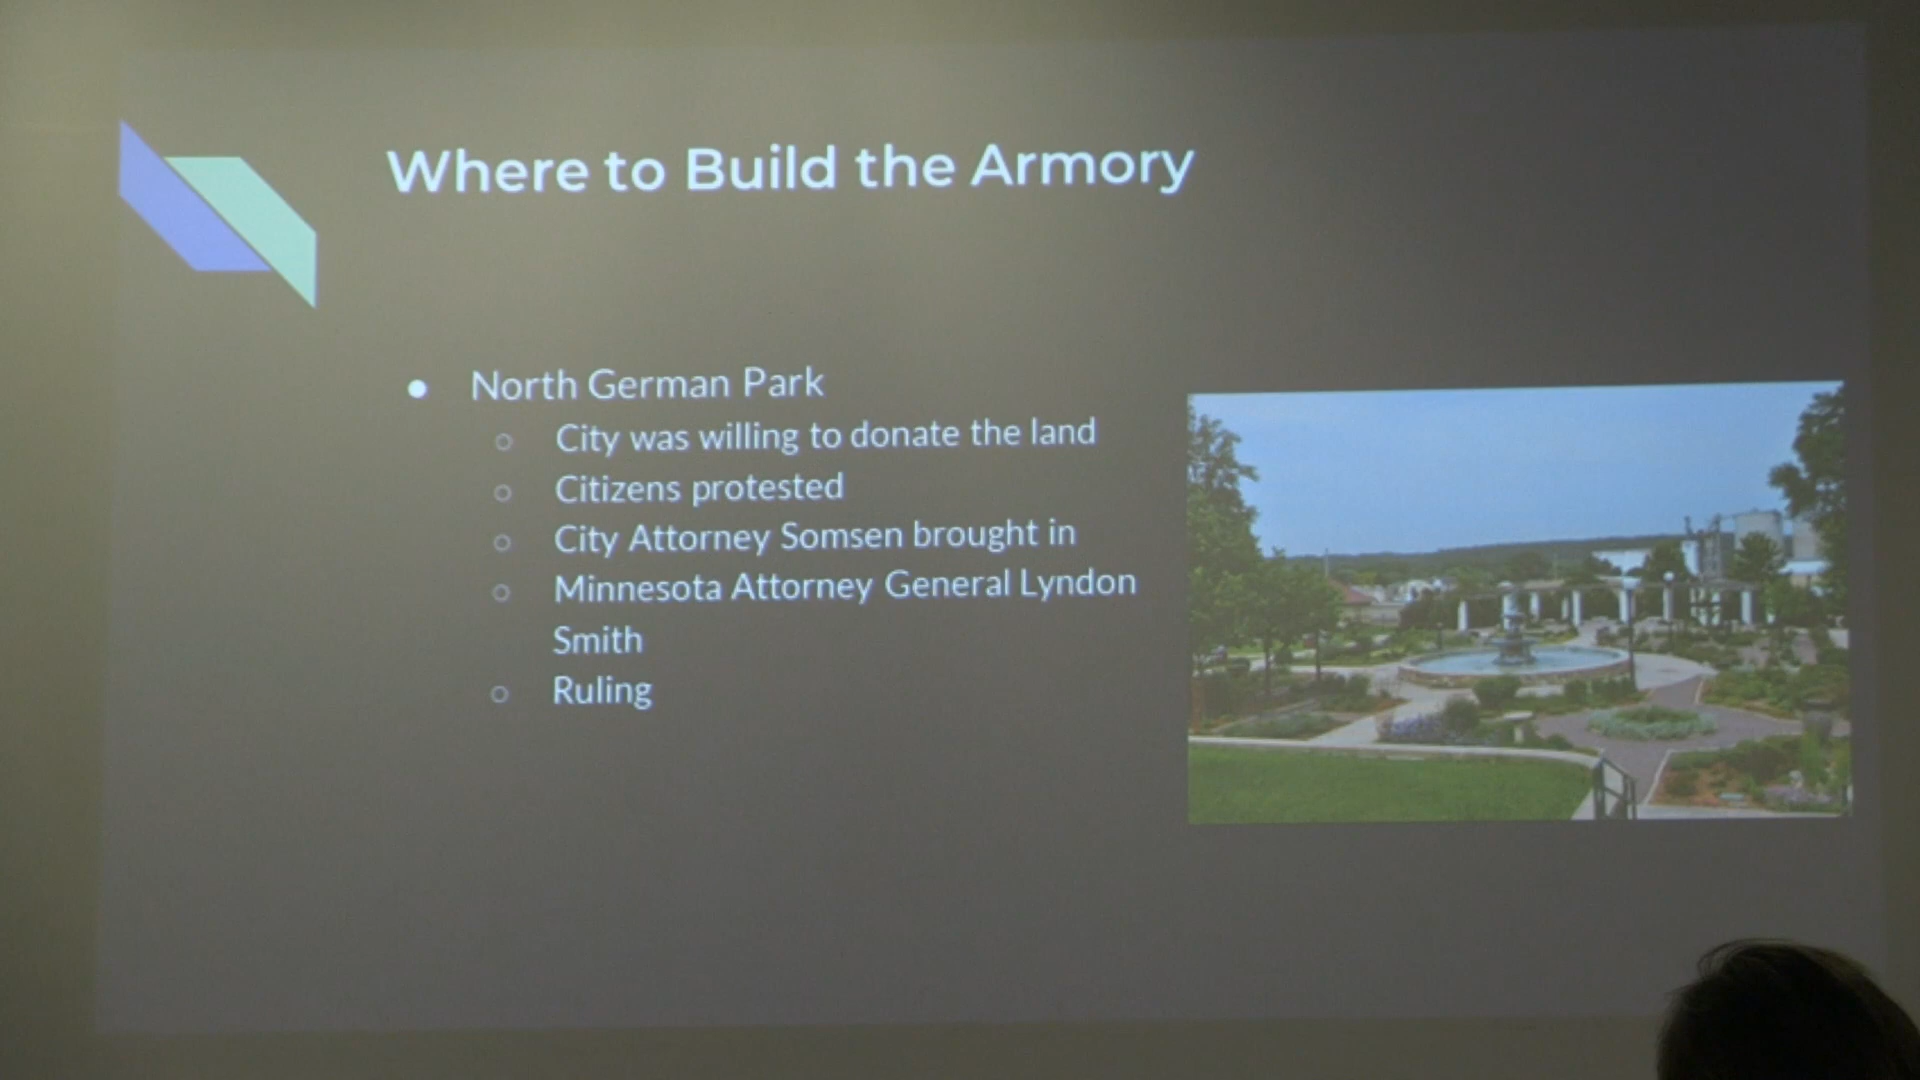 Where to Build the Armory
● North German Park
○ City was willing to donate the land
○ Citizens protested
○ City Attorney Somsen brought in
○ Minnesota Attorney General Lyndon
Smith
○ Ruling